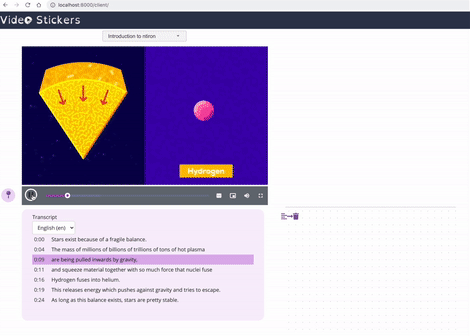 localhost:8000/client/
Video Stickers
Introduction to ntiron
Hydrogen
Transcript
English (en)
0:00 Stars exist because of a fragile balance.
0:04 The mass of millions of billions of trillions of tons of hot plasma
0:09 are being pulled inwards by gravity,
0:11 and squeeze material together with so much force that nuclei fuse
0:16 Hydrogen fuses into helium.
0:19 This releases energy which pushes against gravity and tries to escape.
0:24 As long as this balance exists, stars are pretty stable.